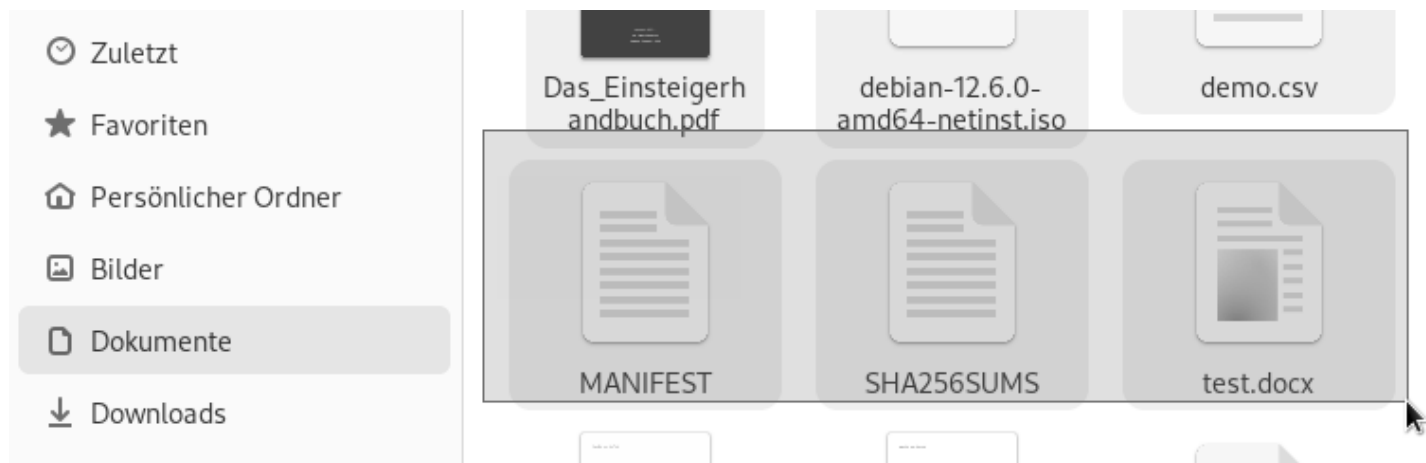 Zuletzt
Favoriten
Persönlicher Ordner
Bilder
Dokumente
Downloads
Das_Einsteigerh
andbuch.pdf
debian-12.6.0-
amd64-netinst.iso
demo.csv
MANIFEST
SHA256SUMS
test.docx